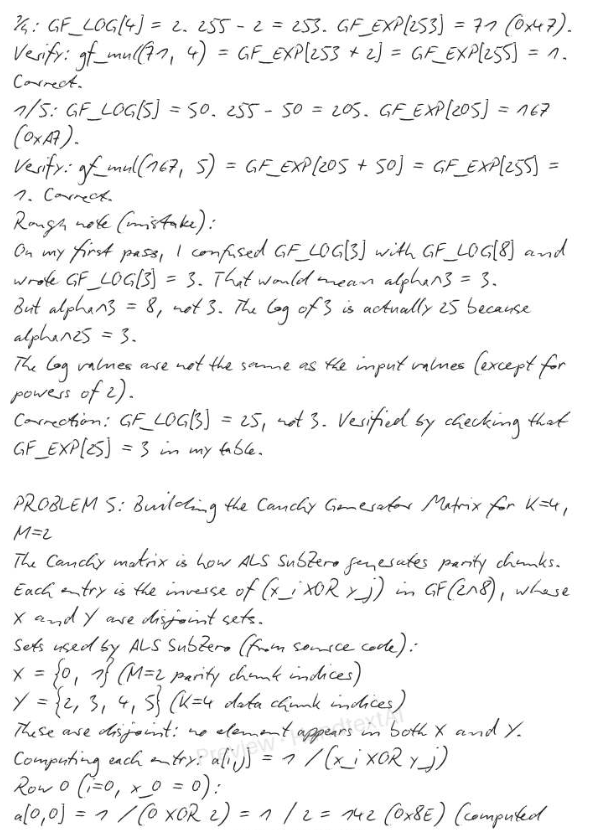 1/4: GF_LOG[4] = 2. 255 - 2 = 253. GF_EXP[253] = 71 (0x47).
Verify: gf_mul(71, 4) = GF_EXP[253 + 2] = GF_EXP[255] = 1.
Correct.
1/5: GF_LOG[5] = 50. 255 - 50 = 205. GF_EXP[205] = 167
(0xA7).
Verify: gf_mul(167, 5) = GF_EXP[205 + 50] = GF_EXP[255] =
1. Correct.
Rough note (mistake):
On my first pass, I confused GF_LOG[3] with GF_LOG[8] and
wrote GF_LOG[3] = 3. That would mean alpha^3 = 3.
But alpha^3 = 8, not 3. The log of 3 is actually 25 because
alpha^25 = 3.
The log values are not the same as the input values (except for
powers of 2).
Correction: GF_LOG[3] = 25, not 3. Verified by checking that
GF_EXP[25] = 3 in my table.
PROBLEM 5: Building the Cauchy Generator Matrix for K=4,
M=2
The Cauchy matrix is how ALS SubZero generates parity chunks.
Each entry is the inverse of (x_i XOR y_j) in GF(2^8), where
X and Y are disjoint sets.
Sets used by ALS SubZero (from source code):
X = {0, 1} (M=2 parity chunk indices)
Y = {2, 3, 4, 5} (K=4 data chunk indices)
These are disjoint: no element appears in both X and Y.
Computing each entry: a[i,j] = 1 / (x_i XOR y_j)
Row 0 (i=0, x_0 = 0):
a[0,0] = 1 / (0 XOR 2) = 1 / 2 = 142 (0x8E) (computed